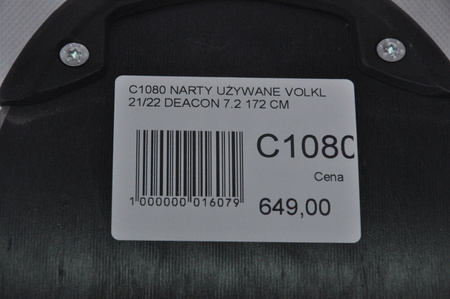 C1080 NARTY UŻYWANE VOLKL
21/22 DEACON 7.2 172 CM
C1080
Cena
1 000000 016079
649,00